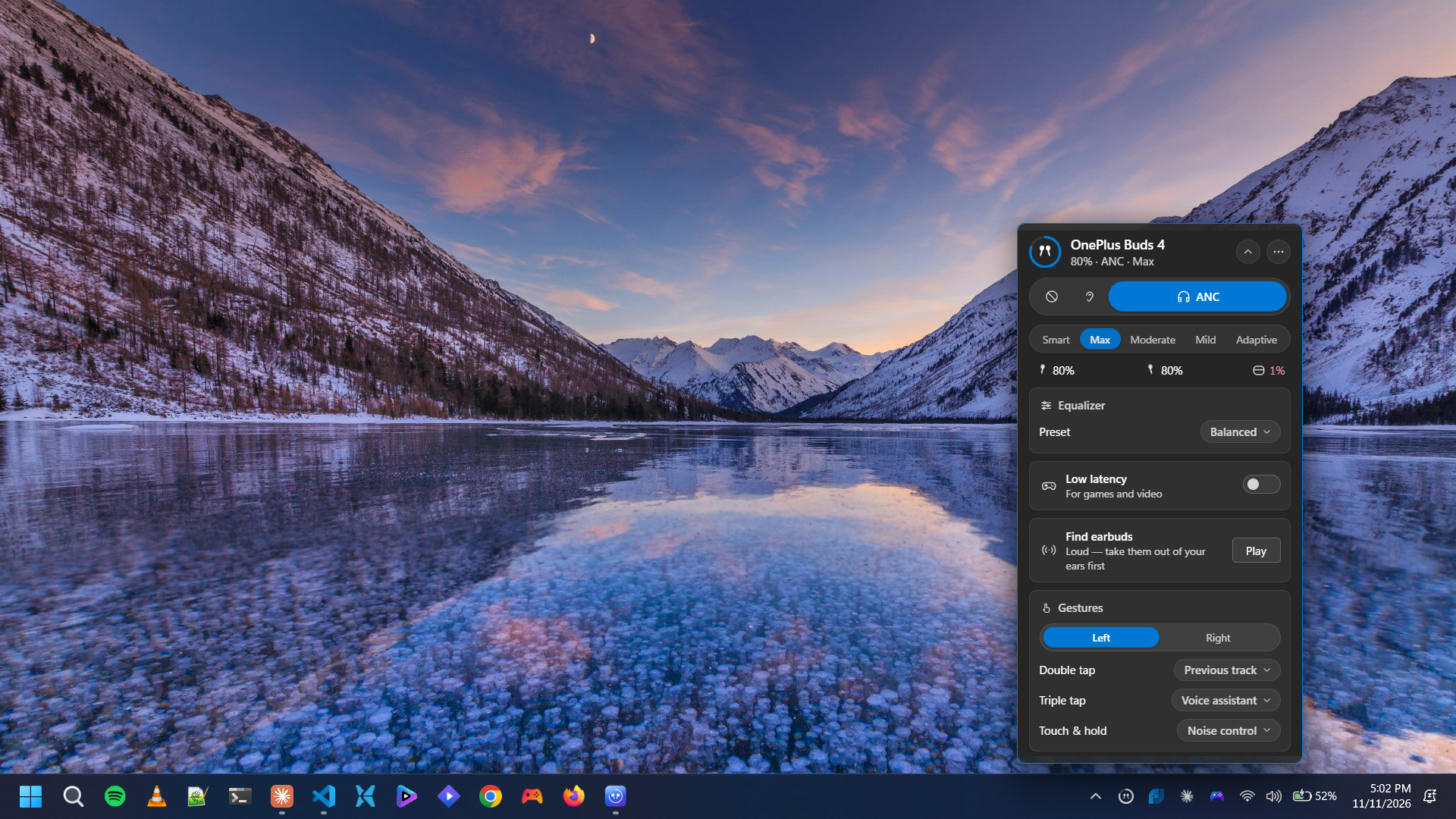 OnePlus Buds 4
80% · ANC · Max
ANC
Smart Max Moderate Mild Adaptive
80% 80% 1%
Equalizer
Preset Balanced
Low latency
For games and video
Find earbuds
Loud — take them out of your
ears first
Play
Gestures
Left Right
Double tap Previous track
Triple tap Voice assistant
Touch & hold Noise control
52%
5:02 PM
11/11/2026